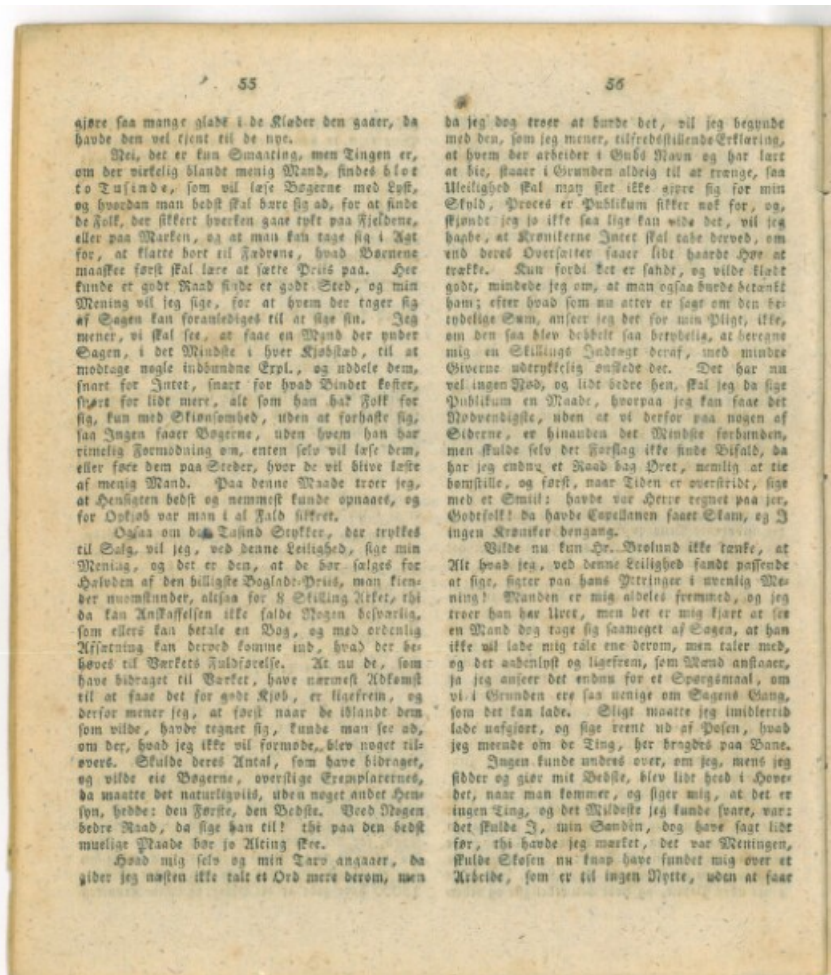 55
gjøre saa mange glade i de Klæder den gaaer, da
havde den vel tjent til de nye.
Nei, det er kun Smaating, men Tingen er,
om der virkelig blandt menig Mand, findes blot
to Tusinde, som vil læse Bøgerne med Lyst,
og hvordan man bedst skal bære sig ad, for at finde
de Folk, der sikkert hverken gaae tykt paa Fjeldene,
eller paa Marken, og at man kan tage sig i Agt
for, at klatte bort til Fædrene, hvad Børnene
maaskee først skal lære at sætte Priis paa. Her
kunde et godt Raad finde et godt Sted, og min
Mening vil jeg sige, for at hvem der tager sig
af Sagen kan foranlediges til at sige sin. Jeg
mener, vi skal see, at faae en Mand der ynder
Sagen, i det Mindste i hver Kjøbstæd, til at
modtage nogle indbundne Expl., og uddele dem,
snart for Intet, snart for hvad Bindet koster,
snart for lidt mere, alt som han har Folk for
sig, kun med Skiønsomhed, uden at forhaste sig,
saa Ingen faaer Bøgerne, uden hvem han har
rimelig Formodning om, enten selv vil læse dem,
eller føre dem paa Steder, hvor de vil blive læste
af menig Mand. Paa denne Maade troer jeg,
at Hensigten bedst og nemmest kunde opnaaes, og
for Opkjøb var man i al Fald sikkret.
Ogsaa om de Tusind Stykker, der trykkes
til Salg, vil jeg, ved denne Leilighed, sige min
Mening, og det er den, at de bør sælges for
Halvden af den billigste Boglade-Priis, man kien-
der nuomstunder, altsaa for 8 Skilling Arket, thi
da kan Anskaffelsen ikke falde Nogen besværlig,
som ellers kan betale en Bog, og med ordenlig
Afsætning kan derved komme ind, hvad der be-
høves til Værkets Fuldførelse. At nu de, som
have bidraget til Værket, have nærmest Adkomst
til at faae det for godt Kjøb, er ligefrem, og
derfor mener jeg, at først naar de iblandt dem
som vilde, havde tegnet sig, kunde man see ad,
om der, hvad jeg ikke vil formode, blev noget til-
overs. Skulde deres Antal, som have bidraget,
og vilde eie Bøgerne, overstige Exemplarernes,
da maatte det naturligviis, uden noget andet Hen-
syn, hedde: den Første, den Bedste. Veed Nogen
bedre Raad, da sige han til! thi paa den bedst
muelige Maade bør jo Alting skee.
Hvad mig selv og min Tarv angaaer, da
gider jeg næsten ikke talt et Ord mere derom, men
56
da jeg dog troer at burde det, vil jeg begynde
med den, som jeg mener, tilfredsstillende Erklæring,
at hvem der arbeider i Guds Navn og har lært
at bie, staaer i Grunden aldrig til at trænge, saa
Uleilighed skal man slet ikke gjøre sig for min
Skyld, Proces er Publikum sikker nok for, og,
skjøndt jeg jo ikke saa lige kan vide det, vil jeg
haabe, at Krønikerne Intet skal tabe derved, om
end deres Oversætter faaer lidt haardt Høe at
trække. Kun fordi det er sandt, og vilde klædt
godt, mindede jeg om, at man ogsaa burde betænkt
ham; efter hvad som nu atter er sagt om den be-
tydelige Sum, anseer jeg det for min Pligt, ikke,
om den saa blev dobbelt saa betydelig, at beregne
mig en Skillings Indtægt deraf, med mindre
Giverne udtrykkelig ønskede det. Det har nu
vel ingen Nød, og lidt bedre hen, skal jeg da sige
Publikum en Maade, hvorpaa jeg kan faae det
Nødvendigste, uden at vi derfor paa nogen af
Siderne, er hinanden det Mindste forbunden,
men skulde selv det Forslag ikke finde Bifald, da
har jeg endnu et Raad bag Øret, nemlig at tie
bomstille, og først, naar Tiden er overstridt, sige
med et Smiil: havde vor Herre regnet paa jer,
Godtfolk! da havde Capellanen faaet Skam, og I
ingen Krøniker dengang.
Vilde nu kun Hr. Brolund ikke tænke, at
Alt hvad jeg, ved denne Leilighed fandt passende
at sige, sigter paa hans Yttringer i uvenlig Me-
ning! Manden er mig aldeles fremmed, og jeg
troer han har Uret, men det er mig kjært at see
en Mand dog tage sig saameget af Sagen, at han
ikke vil lade mig tale ene derom, men taler med,
og det aabenlyst og ligefrem, som Mænd anstaaer,
ja jeg anseer det endnu for et Spørgsmaal, om
vi i Grunden ere saa uenige om Sagens Gang,
som det kan lade. Sligt maatte jeg imidlertid
lade uafgjort, og sige reent ud af Posen, hvad
jeg meende om de Ting, her bragdes paa Bane.
Ingen kunde undres over, om jeg, mens jeg
sidder og giør mit Bedste, blev lidt heed i Hove-
det, naar man kommer, og siger mig, at det er
ingen Ting, og det Mildeste jeg kunde svare, var:
det skulde I, min Sandten, dog have sagt lidt
før, thi havde jeg mærket, det var Meningen,
skulde Skosen nu knap have fundet mig over et
Arbeide, som er til ingen Nytte, uden at faae